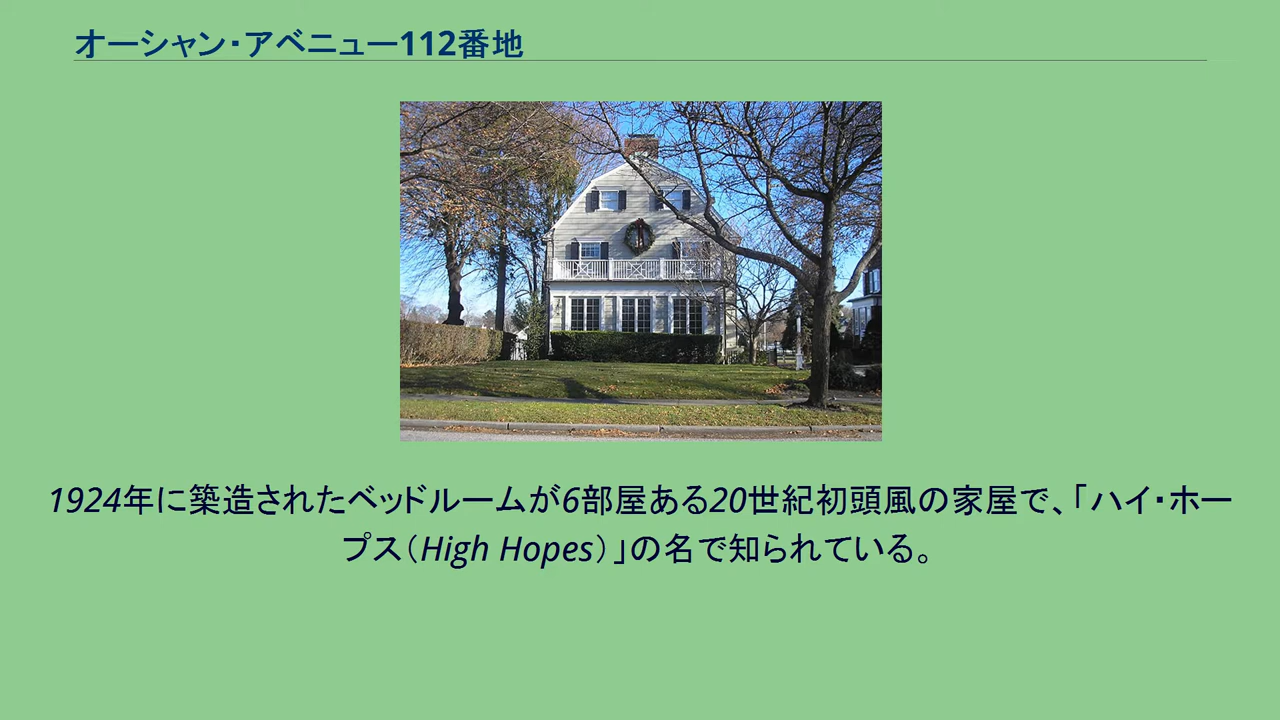 オーシャン・アベニュー112番地
1924年に築造されたベッドルームが6部屋ある20世紀初頭風の家屋で、「ハイ・ホー
プス（High Hopes）」の名で知られている。